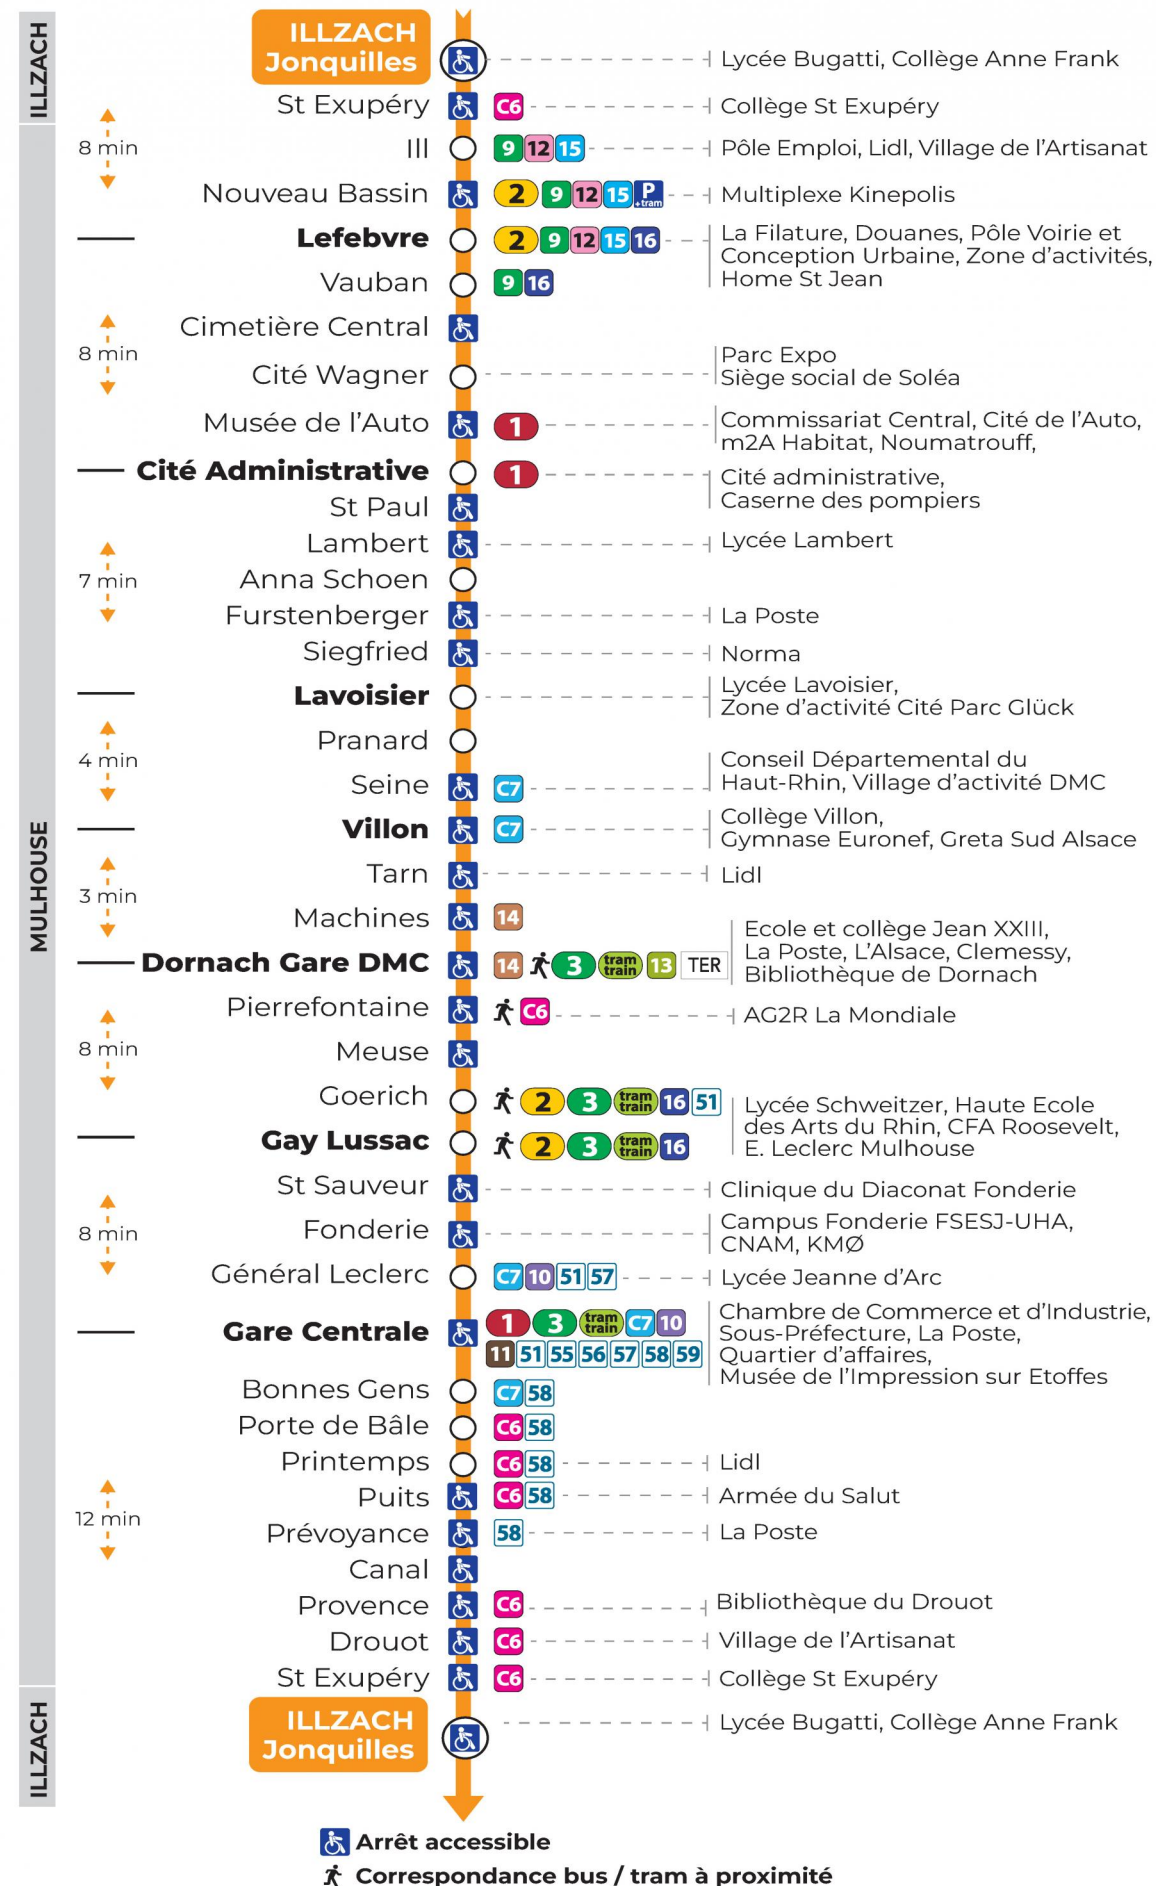 ILLZACH
ILLZACH
Jonquilles
Lycée Bugatti, Collège Anne Frank
St Exupéry C6 Collège St Exupéry
8 min
Ill 9 12 15 Pôle Emploi, Lidl, Village de l'Artisanat
Nouveau Bassin 2 9 12 15 P +tram Multiplexe Kinepolis
Lefebvre 2 9 12 15 16
La Filature, Douanes, Pôle Voirie et
Conception Urbaine, Zone d'activités,
Home St Jean
Vauban 9 16
Cimetière Central
8 min
Cité Wagner
Parc Expo
Siège social de Soléa
Musée de l'Auto 1
Commissariat Central, Cité de l'Auto,
m2A Habitat, Noumatrouff,
Cité Administrative 1
Cité administrative,
Caserne des pompiers
St Paul
Lambert Lycée Lambert
7 min
Anna Schoen
Furstenberger La Poste
Siegfried Norma
Lavoisier
Lycée Lavoisier,
Zone d'activité Cité Parc Glück
Pranard
4 min
Seine C7
Conseil Départemental du
Haut-Rhin, Village d'activité DMC
MULHOUSE
Villon C7
Collège Villon,
Gymnase Euronef, Greta Sud Alsace
Tarn Lidl
3 min
Machines 14
Dornach Gare DMC 14 3 tram train 13 TER
Ecole et collège Jean XXIII,
La Poste, L'Alsace, Clemessy,
Bibliothèque de Dornach
Pierrefontaine C6 AG2R La Mondiale
8 min
Meuse
Goerich 2 3 tram train 16 51
Gay Lussac 2 3 tram train 16
Lycée Schweitzer, Haute Ecole
des Arts du Rhin, CFA Roosevelt,
E. Leclerc Mulhouse
St Sauveur Clinique du Diaconat Fonderie
8 min
Fonderie
Campus Fonderie FSESJ-UHA,
CNAM, KMØ
Général Leclerc C7 10 51 57 Lycée Jeanne d'Arc
Gare Centrale 1 3 tram train C7 10
11 51 55 56 57 58 59
Chambre de Commerce et d'Industrie,
Sous-Préfecture, La Poste,
Quartier d'affaires,
Musée de l'Impression sur Etoffes
Bonnes Gens C7 58
Porte de Bâle C6 58
Printemps C6 58 Lidl
Puits C6 58 Armée du Salut
12 min
Prévoyance 58 La Poste
Canal
Provence C6 Bibliothèque du Drouot
Drouot C6 Village de l'Artisanat
St Exupéry C6 Collège St Exupéry
ILLZACH
ILLZACH
Jonquilles
Lycée Bugatti, Collège Anne Frank
Arrêt accessible
Correspondance bus / tram à proximité